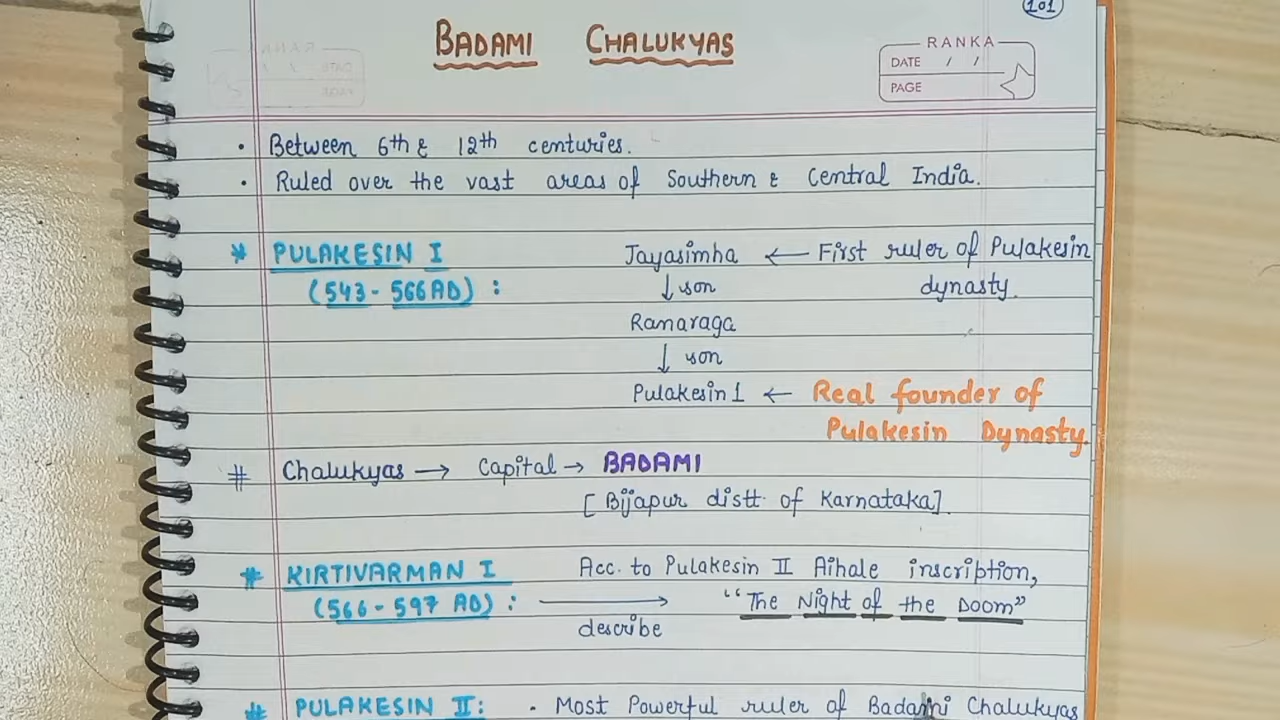 101
BADAMI CHALUKYAS
RANKA
DATE / /
PAGE
• Between 6th & 12th centuries.
• Ruled over the vast areas of Southern & Central India.
* PULAKESIN I Jayasimha ← First ruler of Pulakesin
(543 - 566 AD) : ↓ son dynasty.
Ranaraga
↓ son
Pulakesin 1 ← Real founder of
Pulakesin Dynasty.
# Chalukyas → Capital → BADAMI
[Bijapur distt. of Karnataka].
* KIRTIVARMAN I Acc. to Pulakesin II Aihale inscription,
(566 - 597 AD) : → "The Night of the Doom"
describe
* PULAKESIN II: • Most Powerful ruler of Badami Chalukyas